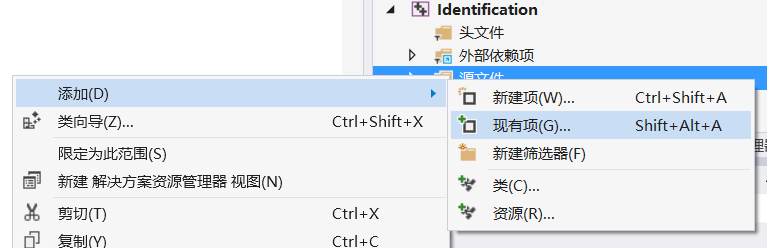 Identification
头文件
外部依赖项
源文件
添加(D)
类向导(Z)... Ctrl+Shift+X
限定为此范围(S)
新建 解决方案资源管理器 视图(N)
剪切(T) Ctrl+X
复制(Y) Ctrl+C
新建项(W)... Ctrl+Shift+A
现有项(G)... Shift+Alt+A
新建筛选器(F)
类(C)...
资源(R)...